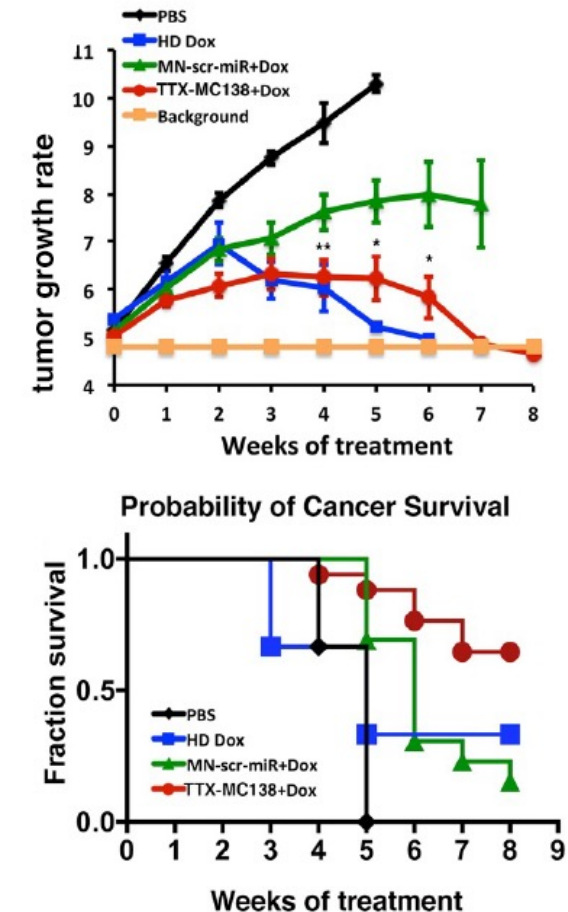 PBS
HD Dox
MN-scr-miR+Dox
TTX-MC138+Dox
Background
tumor growth rate
11
10
9
8
7
6
5
4
** * *
0 1 2 3 4 5 6 7 8
Weeks of treatment
Probability of Cancer Survival
Fraction survival
1.0
0.5
0.0
PBS
HD Dox
MN-scr-miR+Dox
TTX-MC138+Dox
0 1 2 3 4 5 6 7 8 9
Weeks of treatment